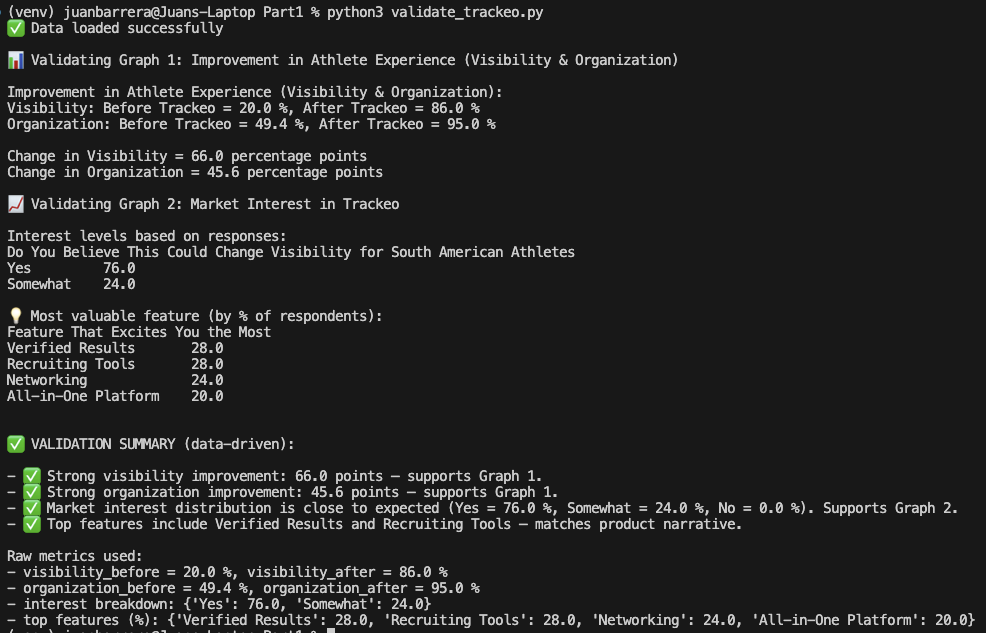 (venv) juanbarrera@Juans-Laptop Part1 % python3 validate_trackeo.py
✅ Data loaded successfully
📊 Validating Graph 1: Improvement in Athlete Experience (Visibility & Organization)
Improvement in Athlete Experience (Visibility & Organization):
Visibility: Before Trackeo = 20.0 %, After Trackeo = 86.0 %
Organization: Before Trackeo = 49.4 %, After Trackeo = 95.0 %
Change in Visibility = 66.0 percentage points
Change in Organization = 45.6 percentage points
📈 Validating Graph 2: Market Interest in Trackeo
Interest levels based on responses:
Do You Believe This Could Change Visibility for South American Athletes
Yes         76.0
Somewhat    24.0
💡 Most valuable feature (by % of respondents):
Feature That Excites You the Most
Verified Results       28.0
Recruiting Tools       28.0
Networking             24.0
All-in-One Platform    20.0
✅ VALIDATION SUMMARY (data-driven):
- ✅ Strong visibility improvement: 66.0 points — supports Graph 1.
- ✅ Strong organization improvement: 45.6 points — supports Graph 1.
- ✅ Market interest distribution is close to expected (Yes = 76.0 %, Somewhat = 24.0 %, No = 0.0 %). Supports Graph 2.
- ✅ Top features include Verified Results and Recruiting Tools — matches product narrative.
Raw metrics used:
- visibility_before = 20.0 %, visibility_after = 86.0 %
- organization_before = 49.4 %, organization_after = 95.0 %
- interest breakdown: {'Yes': 76.0, 'Somewhat': 24.0}
- top features (%): {'Verified Results': 28.0, 'Recruiting Tools': 28.0, 'Networking': 24.0, 'All-in-One Platform': 20.0}
(venv) juanbarrera@Juans-Laptop Part1 %